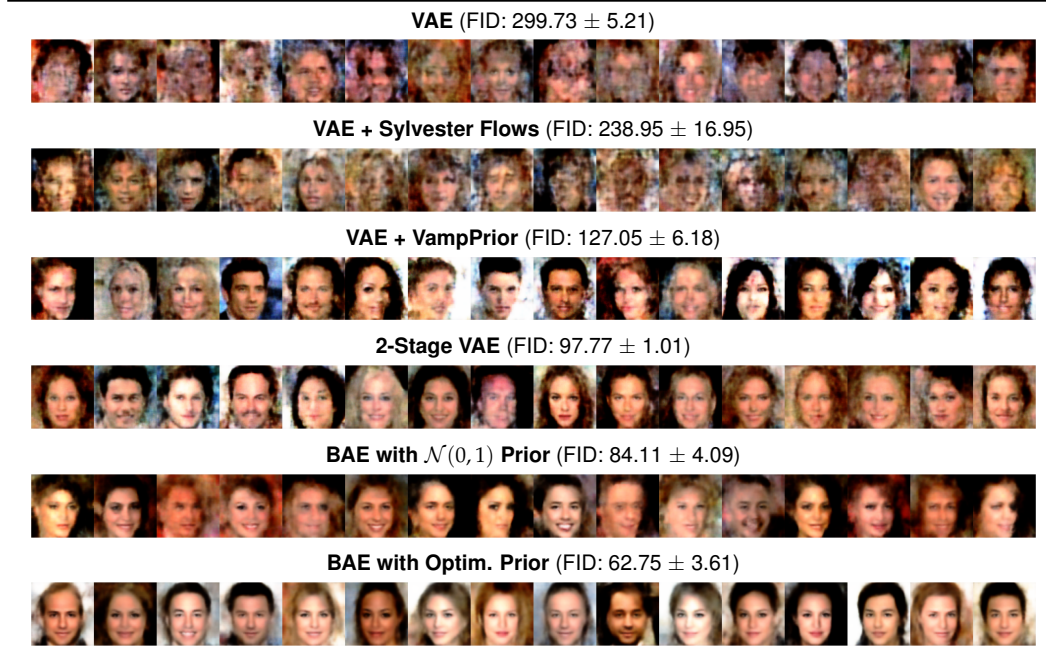 VAE (FID: 299.73 ± 5.21)
VAE + Sylvester Flows (FID: 238.95 ± 16.95)
VAE + VampPrior (FID: 127.05 ± 6.18)
2-Stage VAE (FID: 97.77 ± 1.01)
BAE with 𝒩(0, 1) Prior (FID: 84.11 ± 4.09)
BAE with Optim. Prior (FID: 62.75 ± 3.61)